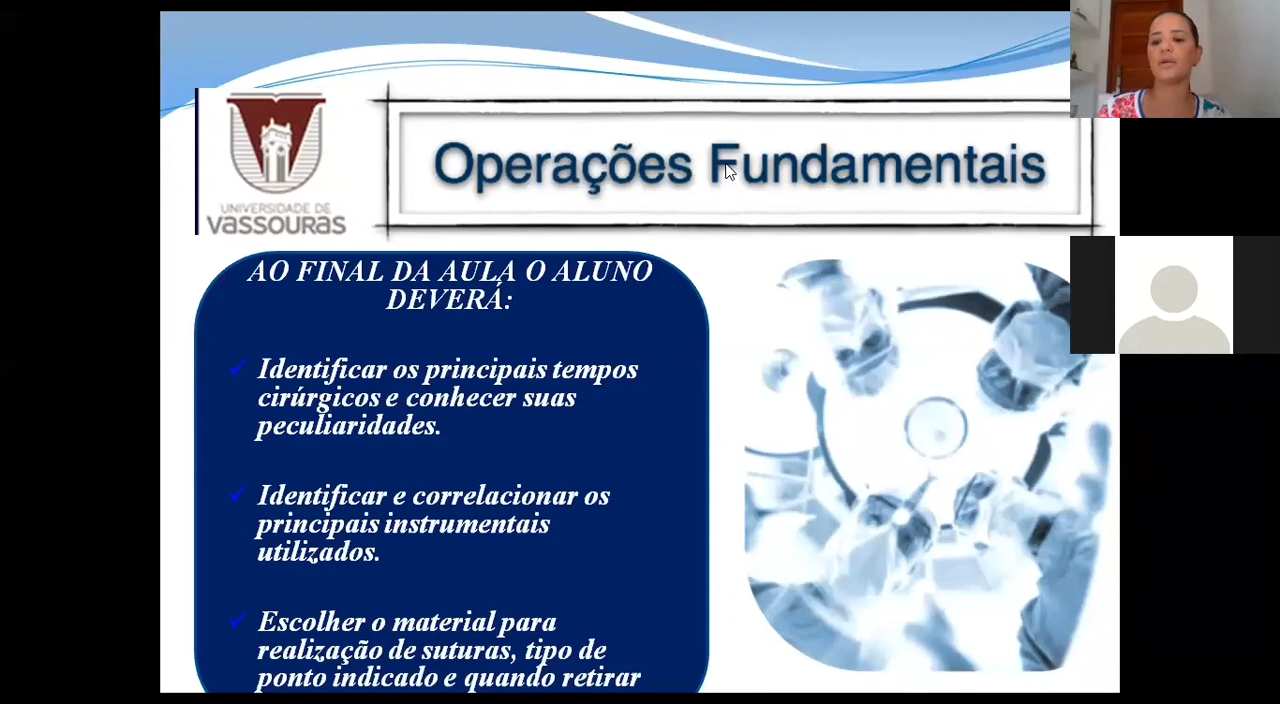 UNIVERSIDADE DE
VASSOURAS
Operações Fundamentais
AO FINAL DA AULA O ALUNO
DEVERÁ:
Identificar os principais tempos
cirúrgicos e conhecer suas
peculiaridades.
Identificar e correlacionar os
principais instrumentais
utilizados.
Escolher o material para
realização de suturas, tipo de
ponto indicado e quando retirar